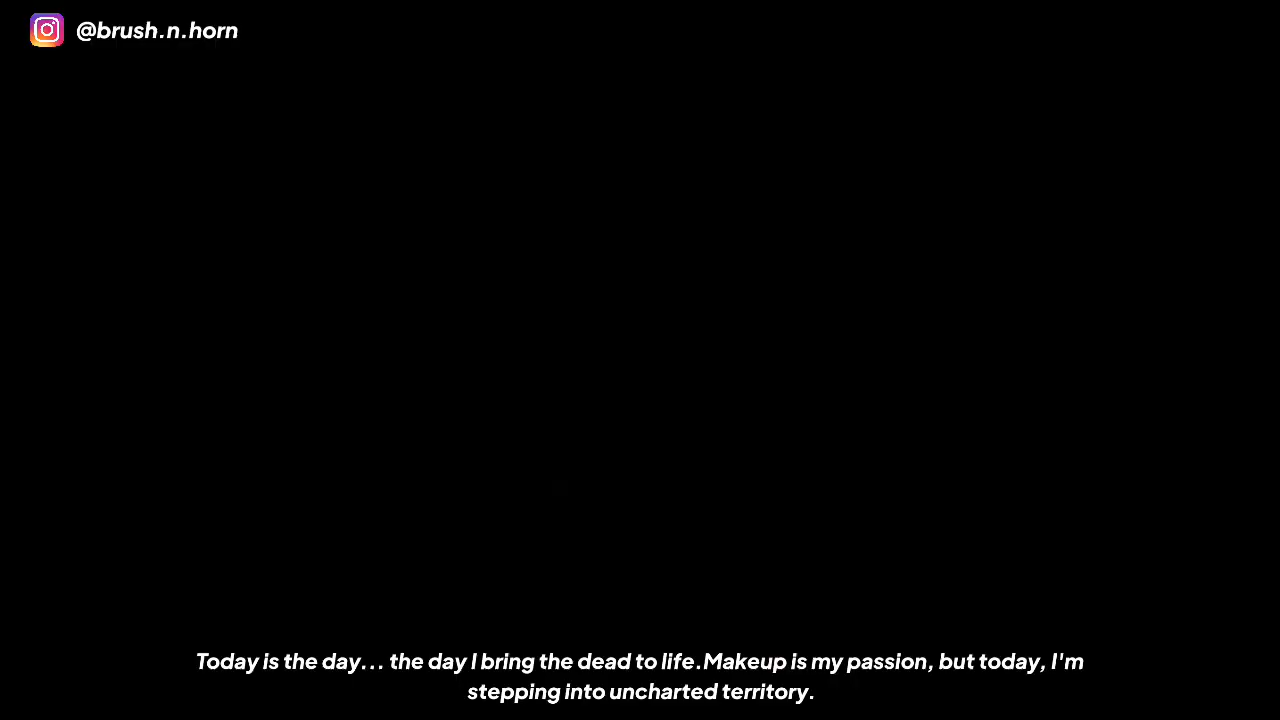 @brush.n.horn
Today is the day... the day I bring the dead to life.Makeup is my passion, but today, I'm
stepping into uncharted territory.